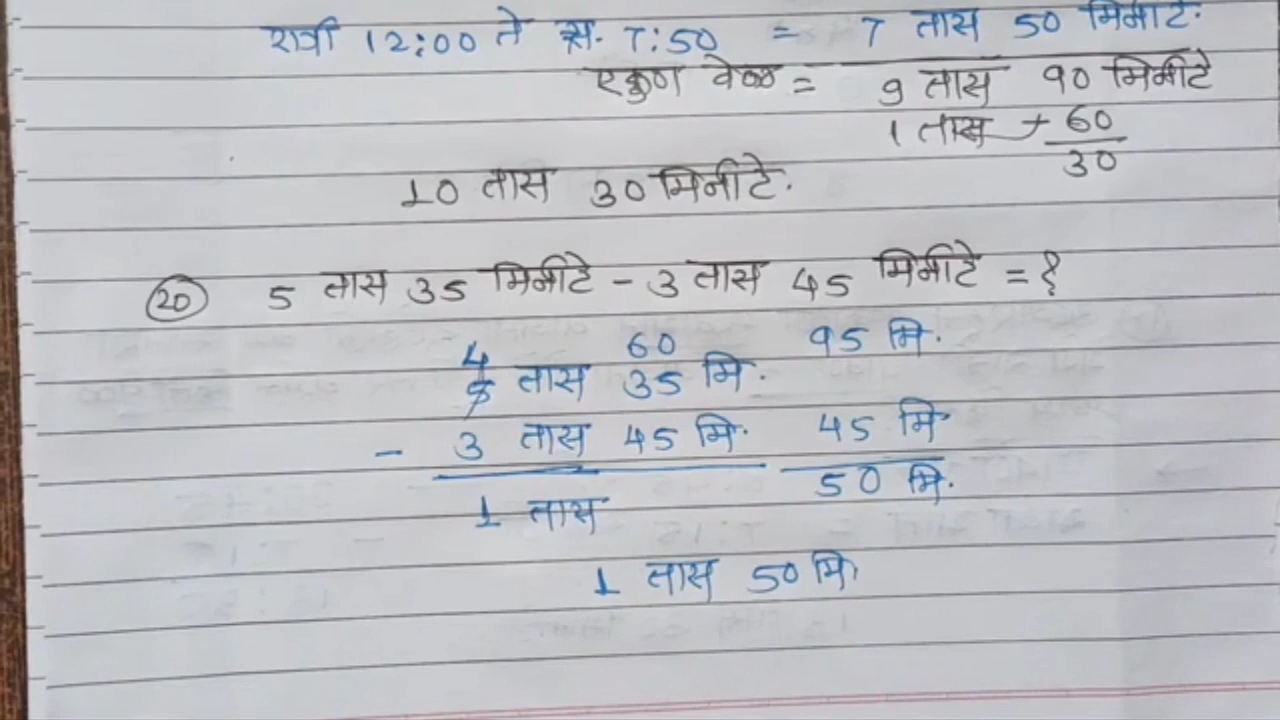 रात्री 12:00 ते स. 7:50 = 7 तास 50 मिनीटे.
एकुण वेळ = 9 तास 90 मिनीटे
1 तास + 60
30
10 तास 30 मिनीटे.
20 5 तास 35 मिनीटे - 3 तास 45 मिनीटे = ?
4 60 95 मि.
5 तास 35 मि.
- 3 तास 45 मि. 45 मि.
1 तास 50 मि.
1 तास 50 मि.